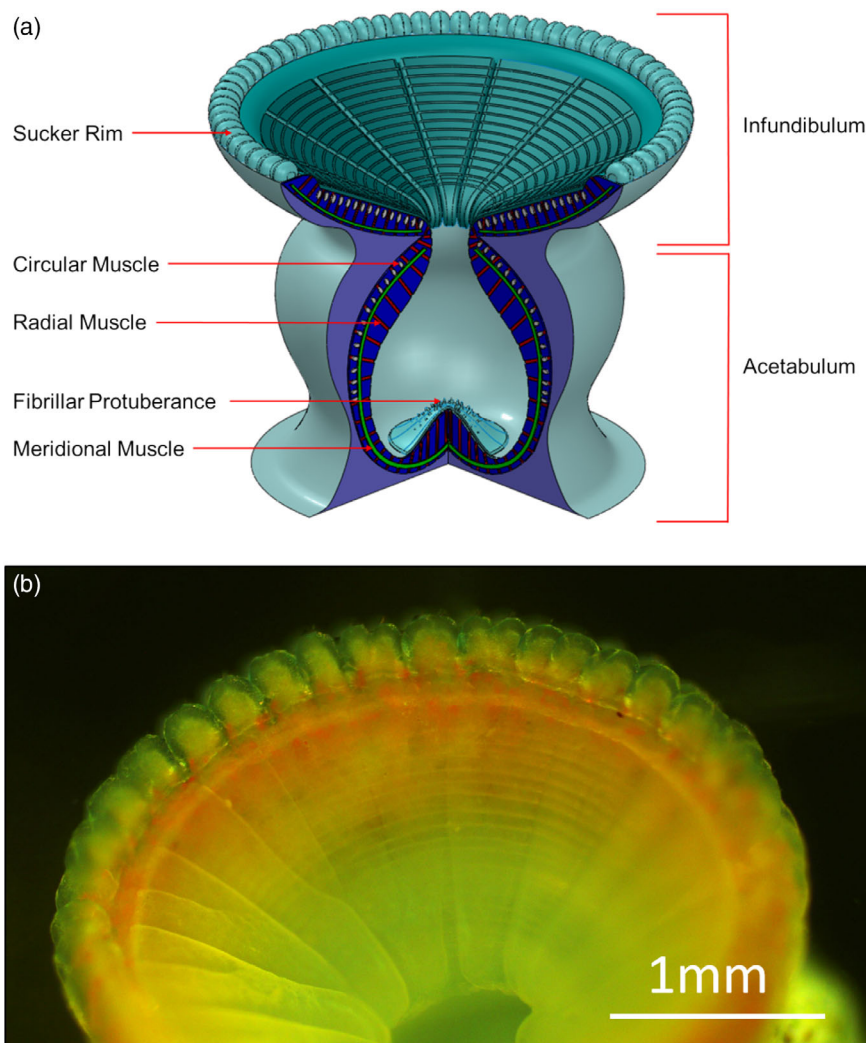 (a)
Sucker Rim
Infundibulum
Circular Muscle
Radial Muscle
Acetabulum
Fibrillar Protuberance
Meridional Muscle
(b)
1mm